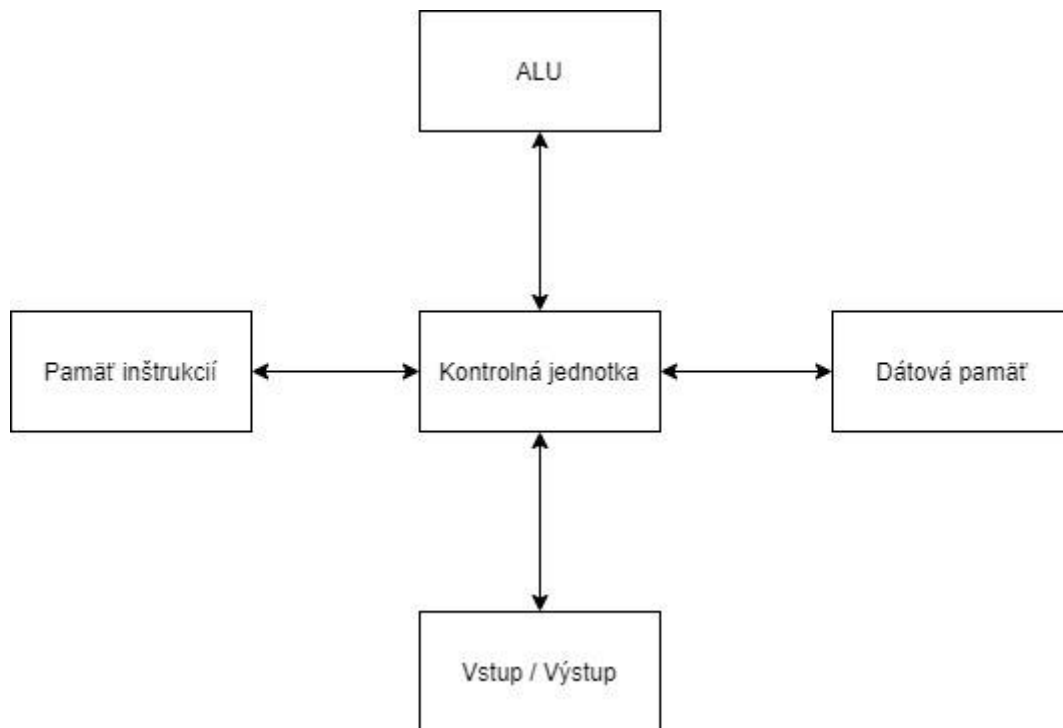 ALU
Pamäť inštrukcií
Kontrolná jednotka
Dátová pamäť
Vstup / Výstup